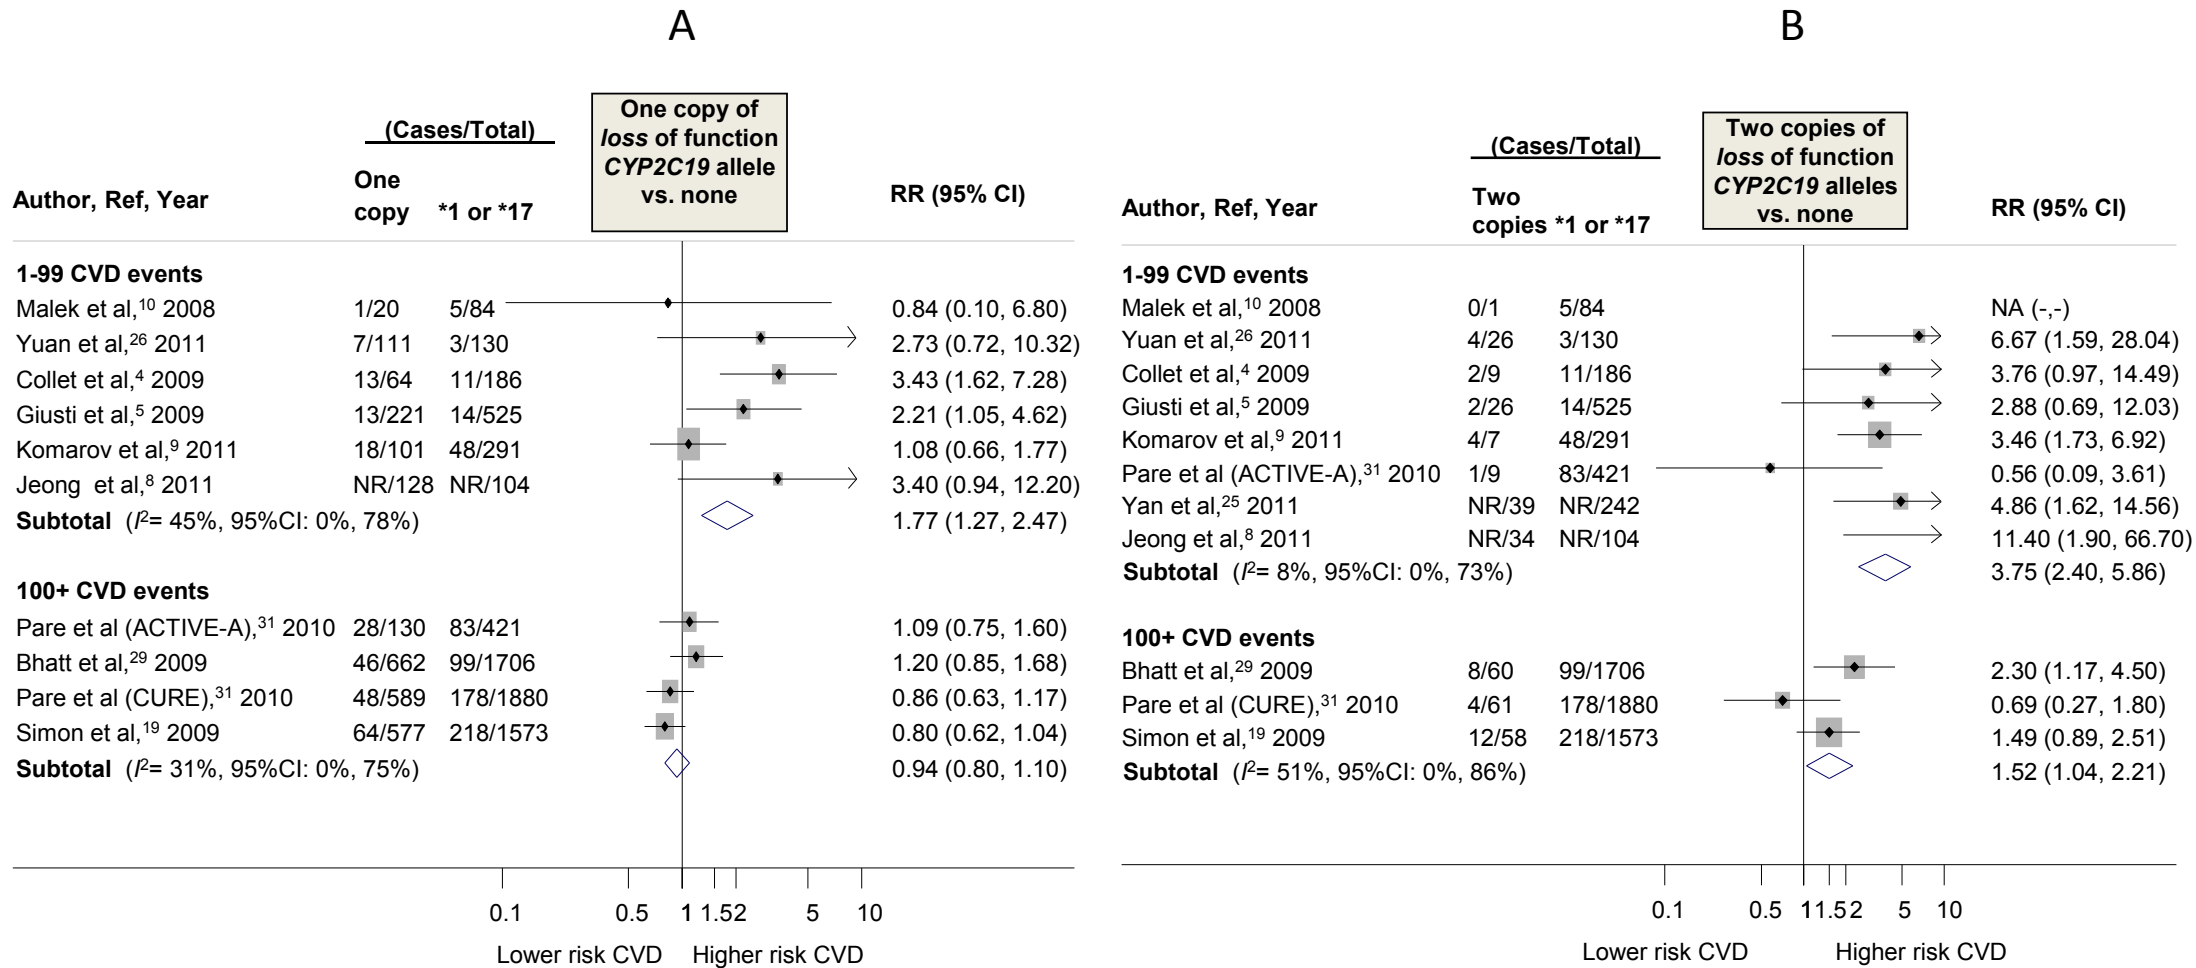 A
(Cases/Total)
One copy of
loss of function
CYP2C19 allele
vs. none
Author, Ref, Year
One
copy
*1 or *17
RR (95% CI)
1-99 CVD events
Malek et al,10 2008 1/20 5/84 0.84 (0.10, 6.80)
Yuan et al,26 2011 7/111 3/130 2.73 (0.72, 10.32)
Collet et al,4 2009 13/64 11/186 3.43 (1.62, 7.28)
Giusti et al,5 2009 13/221 14/525 2.21 (1.05, 4.62)
Komarov et al,9 2011 18/101 48/291 1.08 (0.66, 1.77)
Jeong et al,8 2011 NR/128 NR/104 3.40 (0.94, 12.20)
Subtotal (I2= 45%, 95%CI: 0%, 78%) 1.77 (1.27, 2.47)
100+ CVD events
Pare et al (ACTIVE-A),31 2010 28/130 83/421 1.09 (0.75, 1.60)
Bhatt et al,29 2009 46/662 99/1706 1.20 (0.85, 1.68)
Pare et al (CURE),31 2010 48/589 178/1880 0.86 (0.63, 1.17)
Simon et al,19 2009 64/577 218/1573 0.80 (0.62, 1.04)
Subtotal (I2= 31%, 95%CI: 0%, 75%) 0.94 (0.80, 1.10)
0.1 0.5 1 1.5 2 5 10
Lower risk CVD Higher risk CVD
B
(Cases/Total)
Two copies of
loss of function
CYP2C19 alleles
vs. none
Author, Ref, Year
Two
copies *1 or *17
RR (95% CI)
1-99 CVD events
Malek et al,10 2008 0/1 5/84 NA (-,-)
Yuan et al,26 2011 4/26 3/130 6.67 (1.59, 28.04)
Collet et al,4 2009 2/9 11/186 3.76 (0.97, 14.49)
Giusti et al,5 2009 2/26 14/525 2.88 (0.69, 12.03)
Komarov et al,9 2011 4/7 48/291 3.46 (1.73, 6.92)
Pare et al (ACTIVE-A),31 2010 1/9 83/421 0.56 (0.09, 3.61)
Yan et al,25 2011 NR/39 NR/242 4.86 (1.62, 14.56)
Jeong et al,8 2011 NR/34 NR/104 11.40 (1.90, 66.70)
Subtotal (I2= 8%, 95%CI: 0%, 73%) 3.75 (2.40, 5.86)
100+ CVD events
Bhatt et al,29 2009 8/60 99/1706 2.30 (1.17, 4.50)
Pare et al (CURE),31 2010 4/61 178/1880 0.69 (0.27, 1.80)
Simon et al,19 2009 12/58 218/1573 1.49 (0.89, 2.51)
Subtotal (I2= 51%, 95%CI: 0%, 86%) 1.52 (1.04, 2.21)
0.1 0.5 1 1.5 2 5 10
Lower risk CVD Higher risk CVD